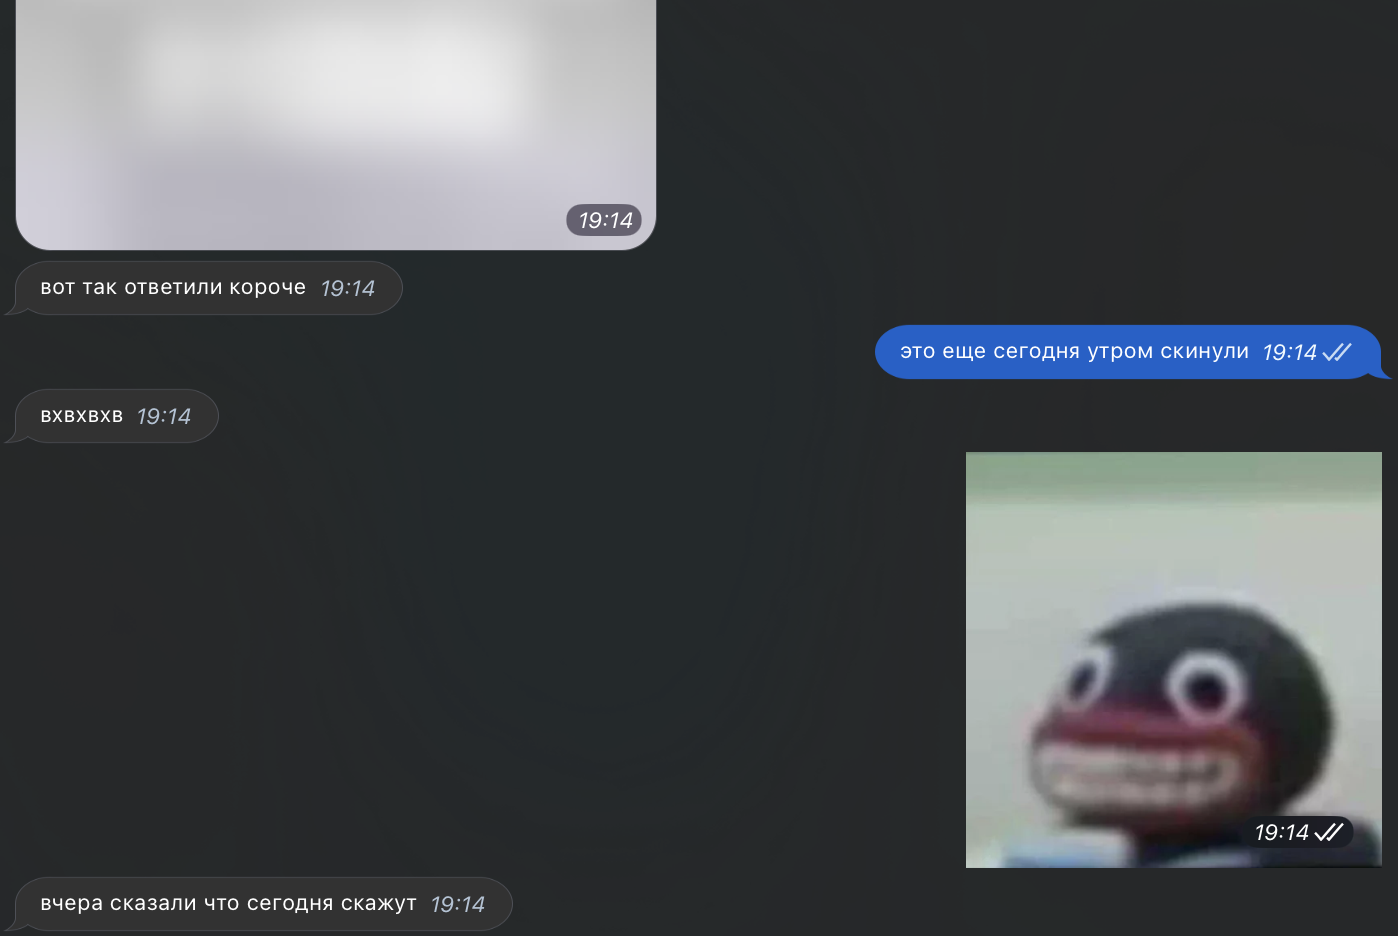 19:14
вот так ответили короче 19:14
это еще сегодня утром скинули 19:14
вхвхвхв 19:14
19:14
вчера сказали что сегодня скажут 19:14